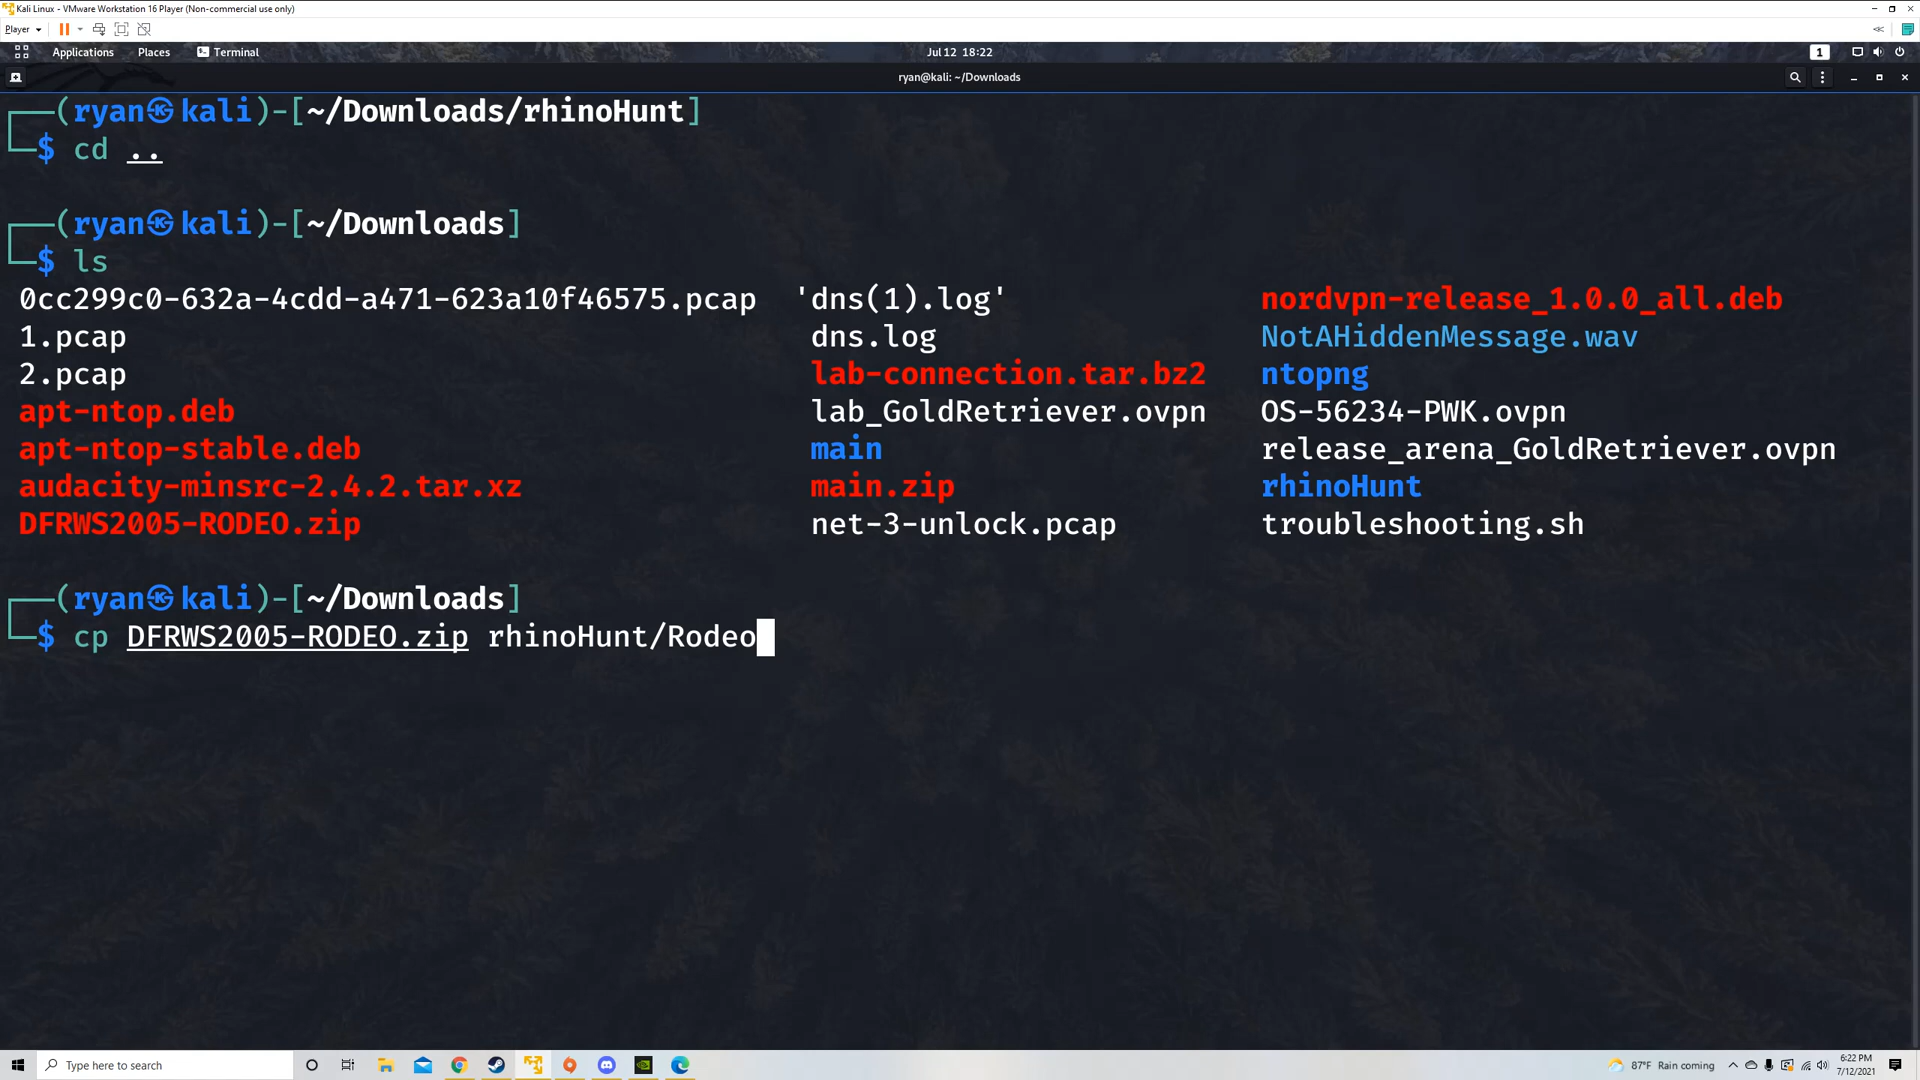 Kali Linux - VMware Workstation 16 Player (Non-commercial use only)
Player
Applications Places Terminal Jul 12 18:22 1
ryan@kali: ~/Downloads
(ryan㉿kali)-[~/Downloads/rhinoHunt]
$ cd ..
(ryan㉿kali)-[~/Downloads]
$ ls
0cc299c0-632a-4cdd-a471-623a10f46575.pcap 'dns(1).log' nordvpn-release_1.0.0_all.deb
1.pcap dns.log NotAHiddenMessage.wav
2.pcap lab-connection.tar.bz2 ntopng
apt-ntop.deb lab_GoldRetriever.ovpn OS-56234-PWK.ovpn
apt-ntop-stable.deb main release_arena_GoldRetriever.ovpn
audacity-minsrc-2.4.2.tar.xz main.zip rhinoHunt
DFRWS2005-RODEO.zip net-3-unlock.pcap troubleshooting.sh
(ryan㉿kali)-[~/Downloads]
$ cp DFRWS2005-RODEO.zip rhinoHunt/Rodeo
Type here to search 87°F Rain coming 6:22 PM
7/12/2021